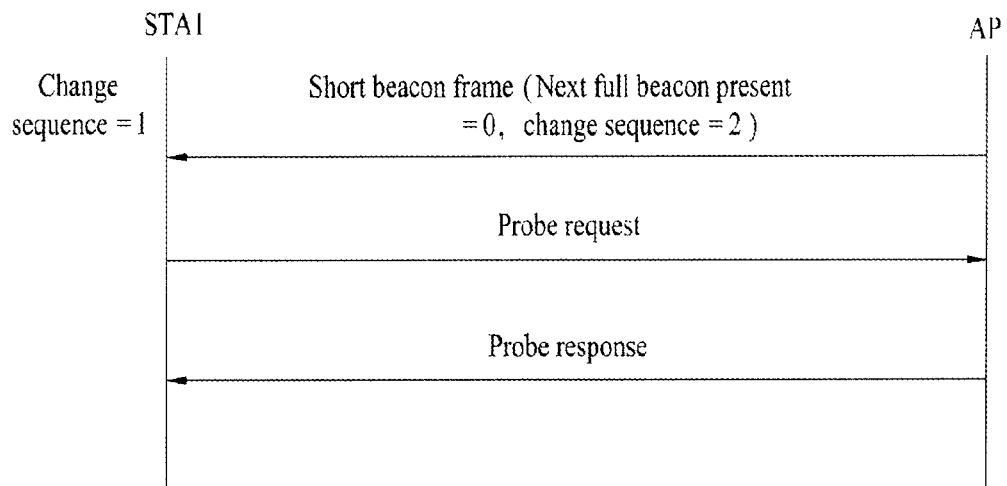 STA1
AP
Change
sequence = 1
Short beacon frame (Next full beacon present
= 0, change sequence = 2)
Probe request
Probe response